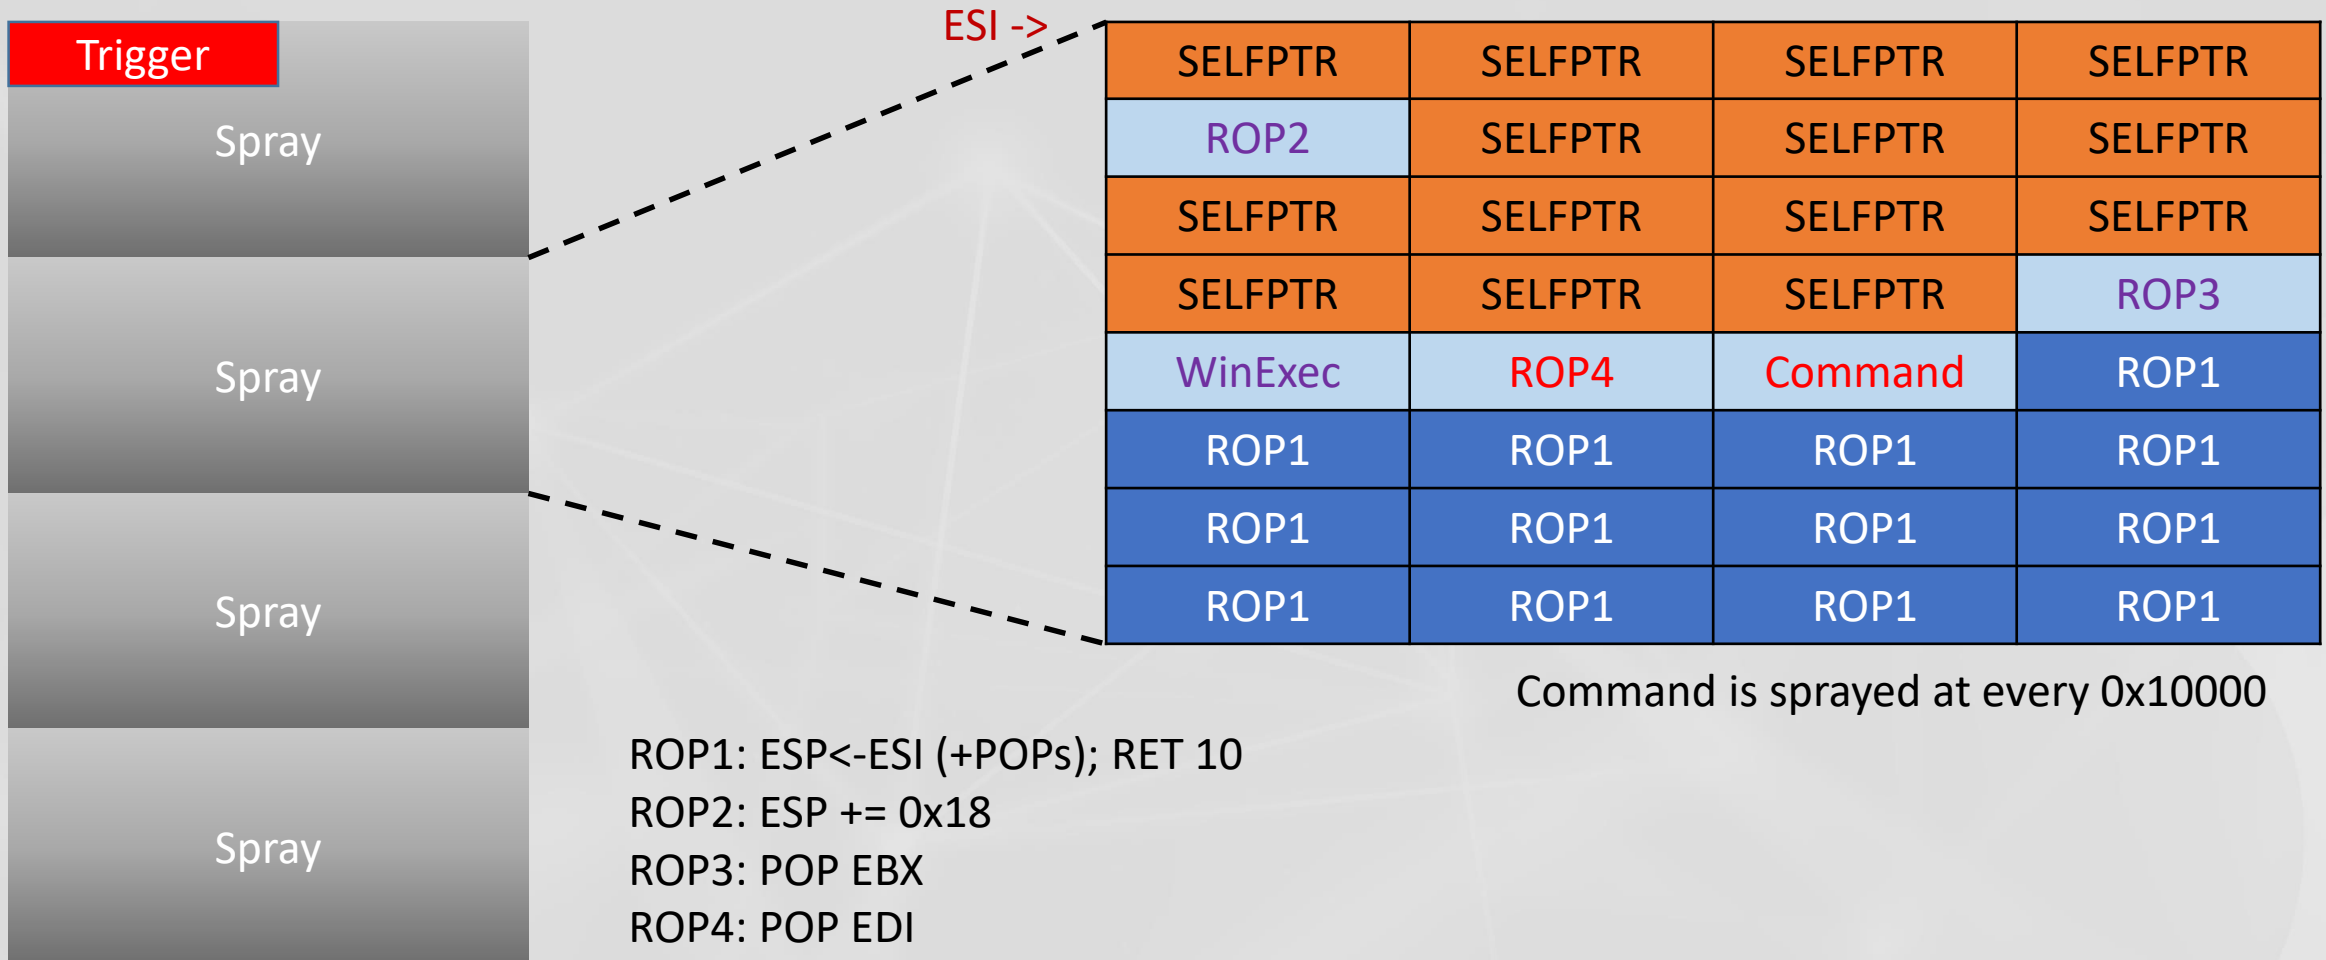 Trigger
Spray
Spray
Spray
Spray
ESI ->
SELFPTR SELFPTR SELFPTR SELFPTR
ROP2 SELFPTR SELFPTR SELFPTR
SELFPTR SELFPTR SELFPTR SELFPTR
SELFPTR SELFPTR SELFPTR ROP3
WinExec ROP4 Command ROP1
ROP1 ROP1 ROP1 ROP1
ROP1 ROP1 ROP1 ROP1
ROP1 ROP1 ROP1 ROP1
Command is sprayed at every 0x10000
ROP1: ESP<-ESI (+POPs); RET 10
ROP2: ESP += 0x18
ROP3: POP EBX
ROP4: POP EDI